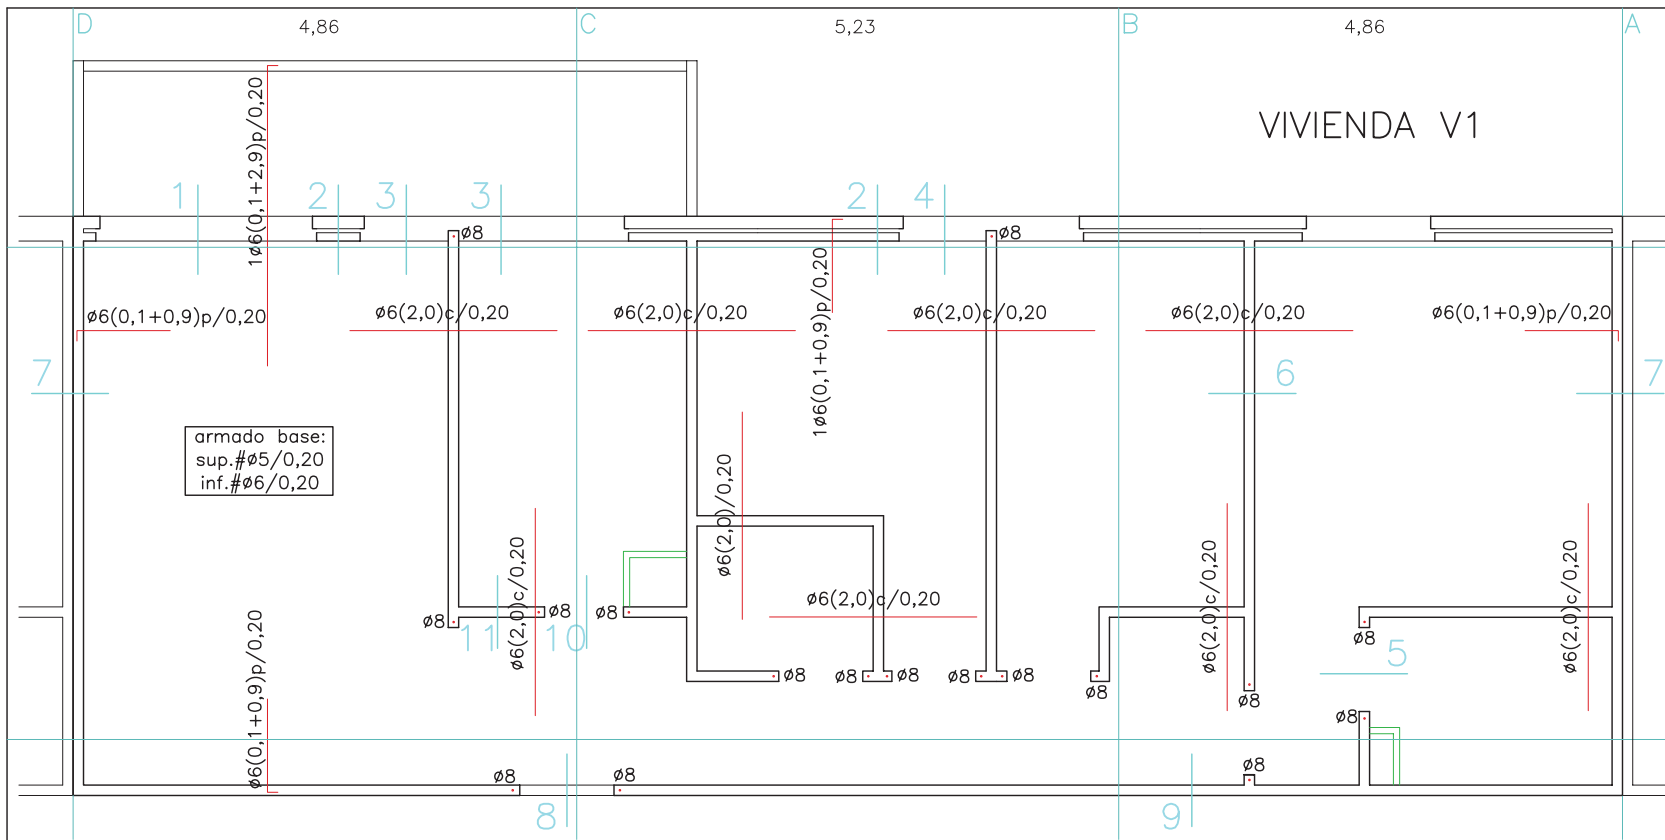 D
4,86
C
5,23
B
4,86
A
VIVIENDA V1
1ø6(0,1+2,9)p/0,20
1
2
3
3
2
4
ø8
ø8
ø6(0,1+0,9)p/0,20
ø6(2,0)c/0,20
ø6(2,0)c/0,20
1ø6(0,1+0,9)p/0,20
ø6(2,0)c/0,20
ø6(2,0)c/0,20
ø6(0,1+0,9)p/0,20
7
6
7
armado base:
sup.#ø5/0,20
inf.#ø6/0,20
ø6(2,0)/0,20
ø6(2,0)c/0,20
ø6(2,0)c/0,20
ø6(2,0)c/0,20
ø6(2,0)c/0,20
ø8
11
ø8
10
ø8
ø8
5
ø8
ø8
ø8
ø8
ø8
ø8
ø8
ø8
ø6(0,1+0,9)p/0,20
ø8
ø8
ø8
8
9